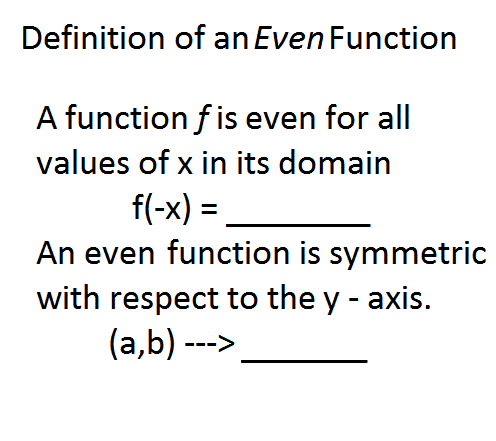 Definition of an Even Function
A function f is even for all
values of x in its domain
f(-x) = ________
An even function is symmetric
with respect to the y - axis.
(a,b) ---> _______